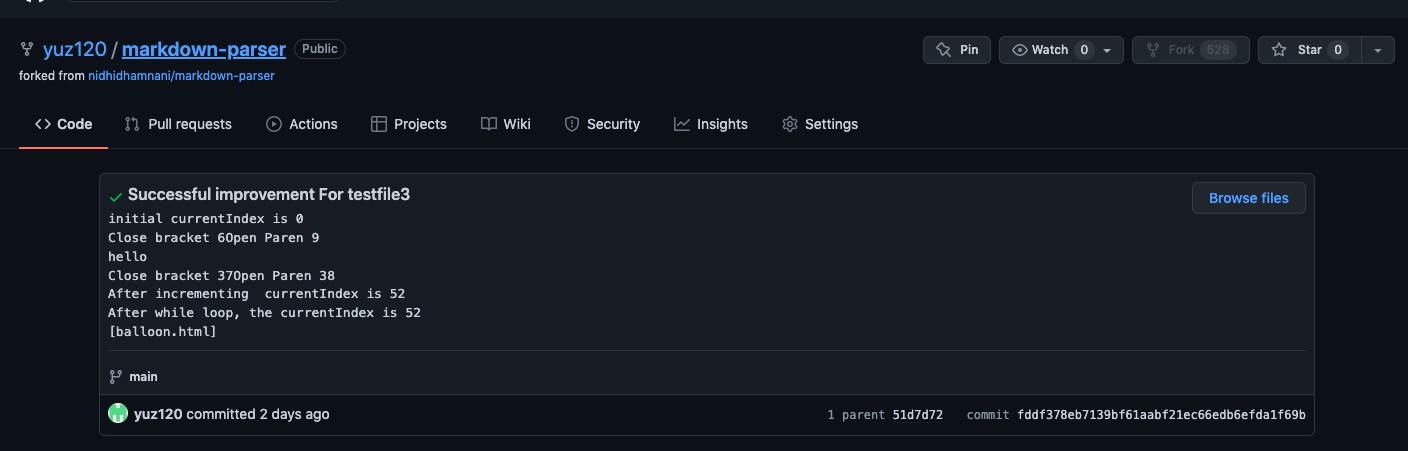 yuz120 / markdown-parser Public
Pin Watch 0 Fork 528 Star 0
forked from nidhidhamnani/markdown-parser
Code Pull requests Actions Projects Wiki Security Insights Settings
Successful improvement For testfile3
Browse files
initial currentIndex is 0
Close bracket 6Open Paren 9
hello
Close bracket 37Open Paren 38
After incrementing  currentIndex is 52
After while loop, the currentIndex is 52
[balloon.html]
main
yuz120 committed 2 days ago
1 parent 51d7d72 commit fddf378eb7139bf61aabf21ec66edb6efda1f69b